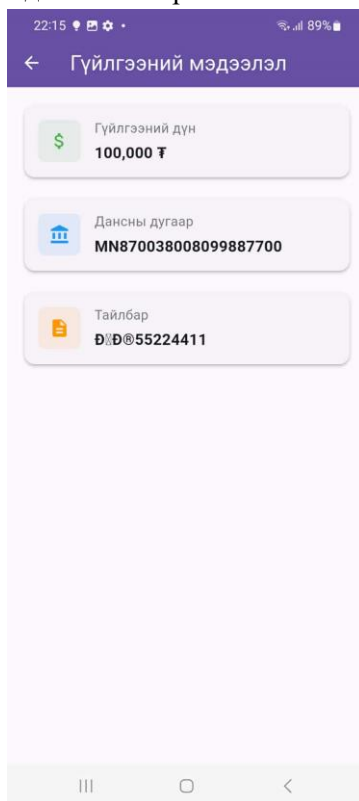 22:15
89%
Гүйлгээний мэдээлэл
Гүйлгээний дүн
100,000 ₮
Дансны дугаар
MN870038008099887700
Тайлбар
Ð░Ð®55224411